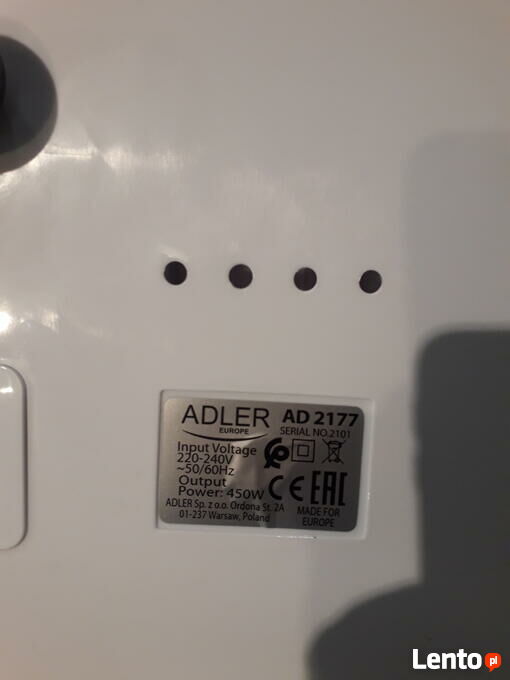 ADLER AD 2177
EUROPE SERIAL NO.2101
Input Voltage
220-240V
~50/60Hz
Output
Power: 450W CE EAC
ADLER Sp. z o.o. Ordona St. 2A MADE FOR
01-237 Warsaw, Poland EUROPE
Lento pl